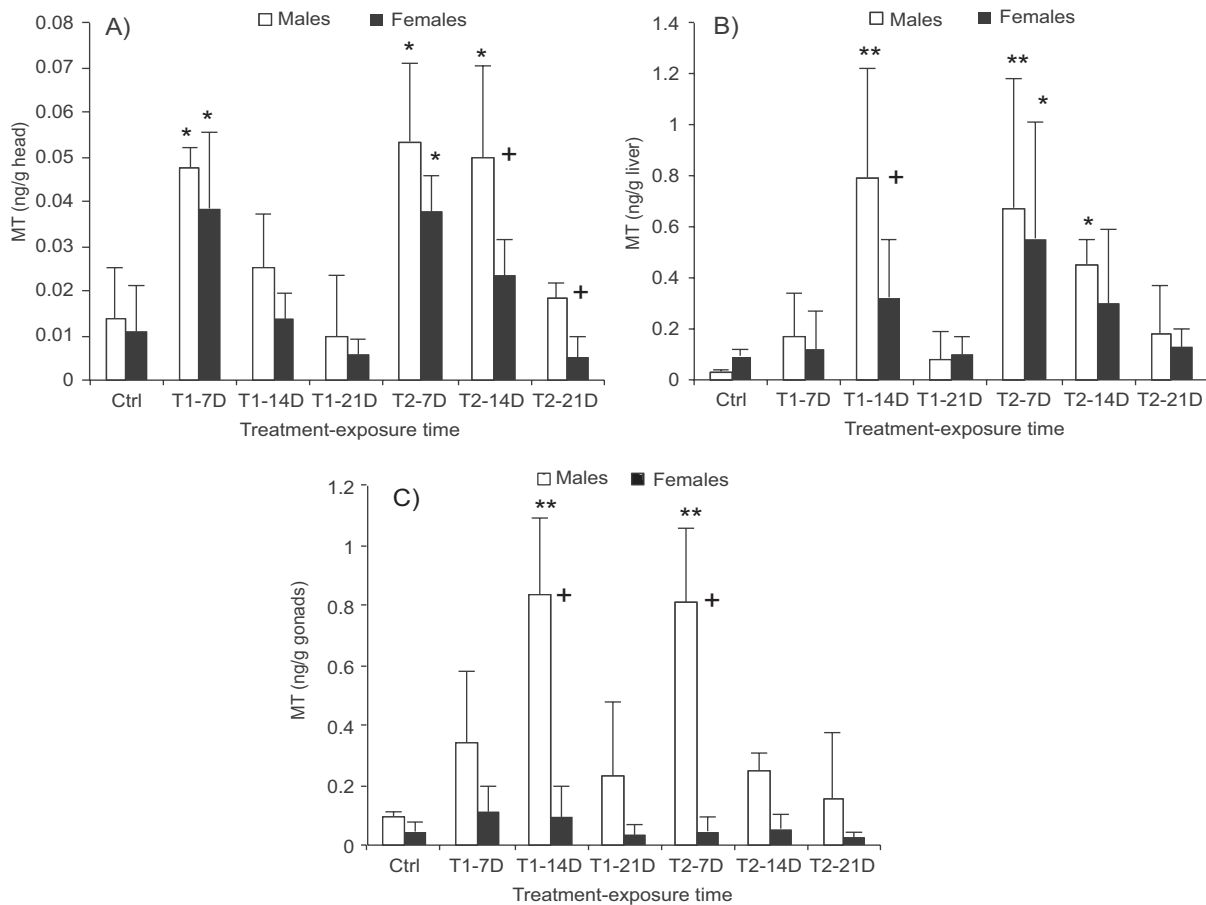 A)
Males Females
0.08
0.07
0.06
0.05
0.04
0.03
0.02
0.01
0
MT (ng/g head)
* * * * * + +
Ctrl T1-7D T1-14D T1-21D T2-7D T2-14D T2-21D
Treatment-exposure time
B)
Males Females
1.4
1.2
1.0
0.8
0.6
0.4
0.2
0
MT (ng/g liver)
** + ** * *
Ctrl T1-7D T1-14D T1-21D T2-7D T2-14D T2-21D
Treatment-exposure time
C)
Males Females
1.2
1
0.8
0.6
0.4
0.2
0
MT (ng/g gonads)
** + ** +
Ctrl T1-7D T1-14D T1-21D T2-7D T2-14D T2-21D
Treatment-exposure time